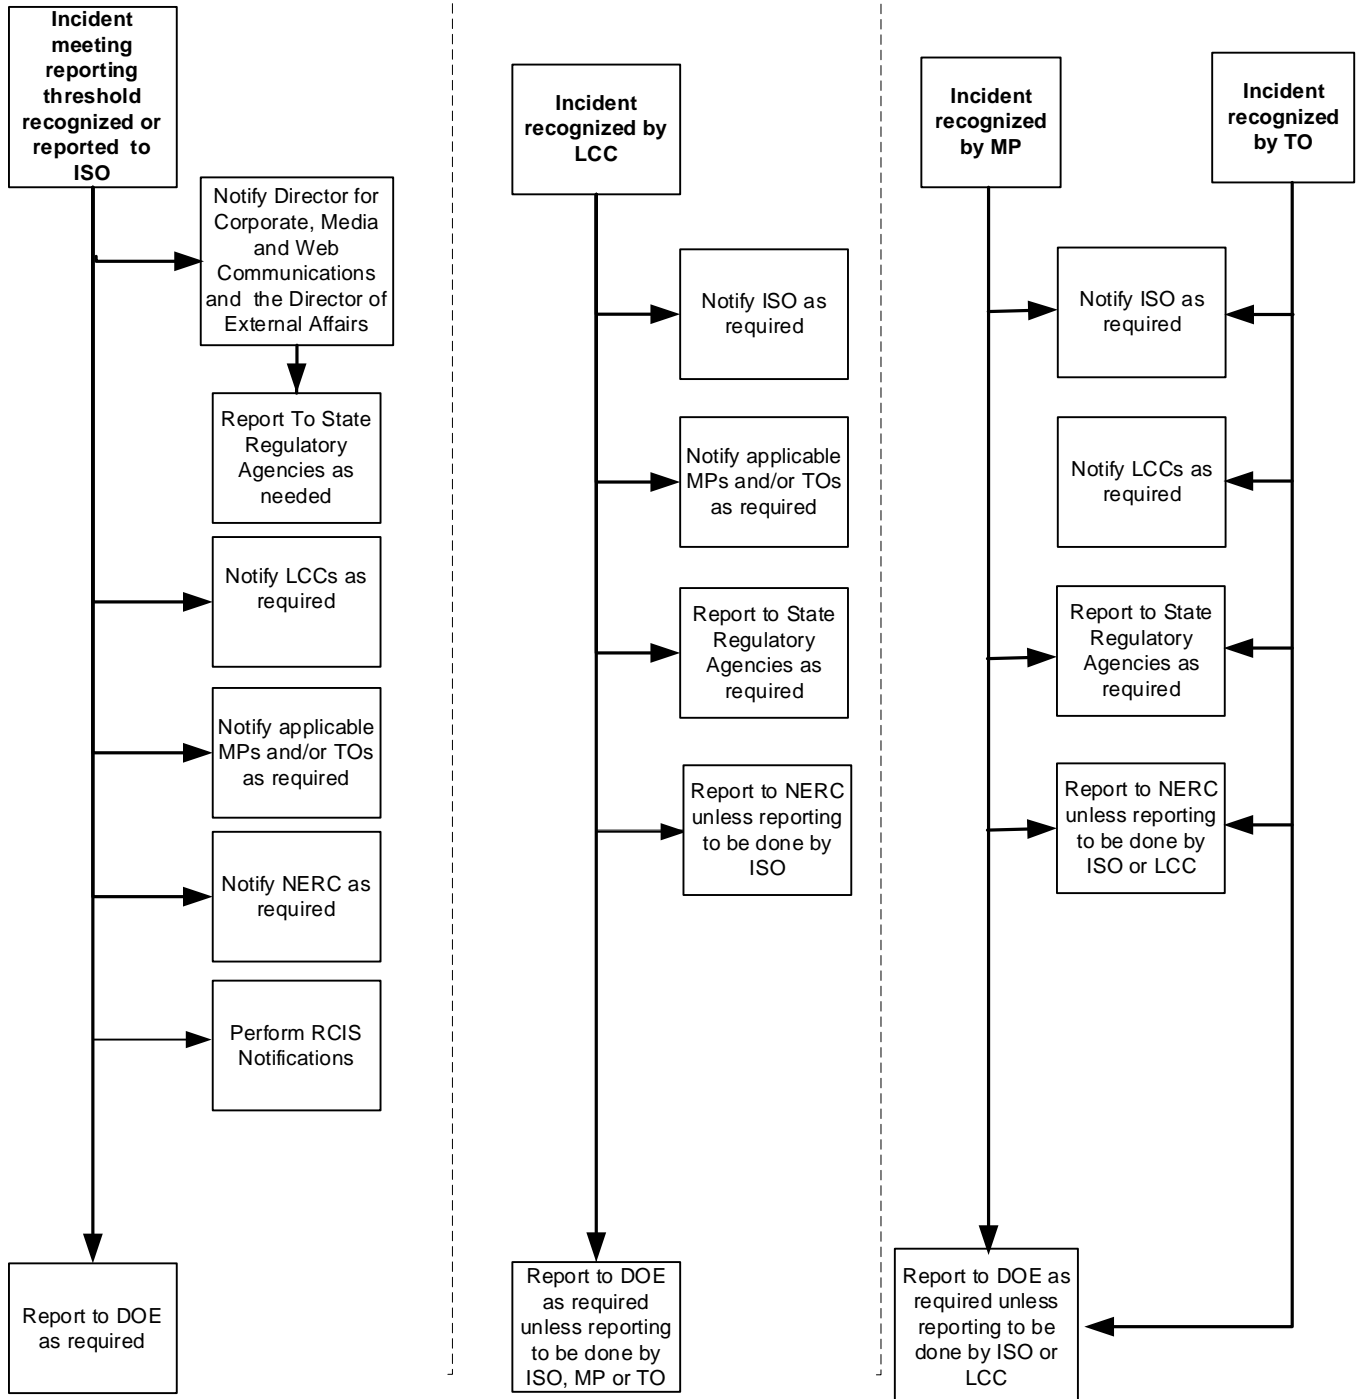 Incident
meeting
reporting
threshold
recognized or
reported to
ISO
Notify Director for
Corporate, Media
and Web
Communications
and the Director of
External Affairs
Report To State
Regulatory
Agencies as
needed
Notify LCCs as
required
Notify applicable
MPs and/or TOs
as required
Notify NERC as
required
Perform RCIS
Notifications
Report to DOE
as required
Incident
recognized by
LCC
Notify ISO as
required
Notify applicable
MPs and/or TOs
as required
Report to State
Regulatory
Agencies as
required
Report to NERC
unless reporting
to be done by
ISO
Report to DOE
as required
unless reporting
to be done by
ISO, MP or TO
Incident
recognized
by MP
Incident
recognized
by TO
Notify ISO as
required
Notify LCCs as
required
Report to State
Regulatory
Agencies as
required
Report to NERC
unless reporting
to be done by
ISO or LCC
Report to DOE as
required unless
reporting to be
done by ISO or
LCC